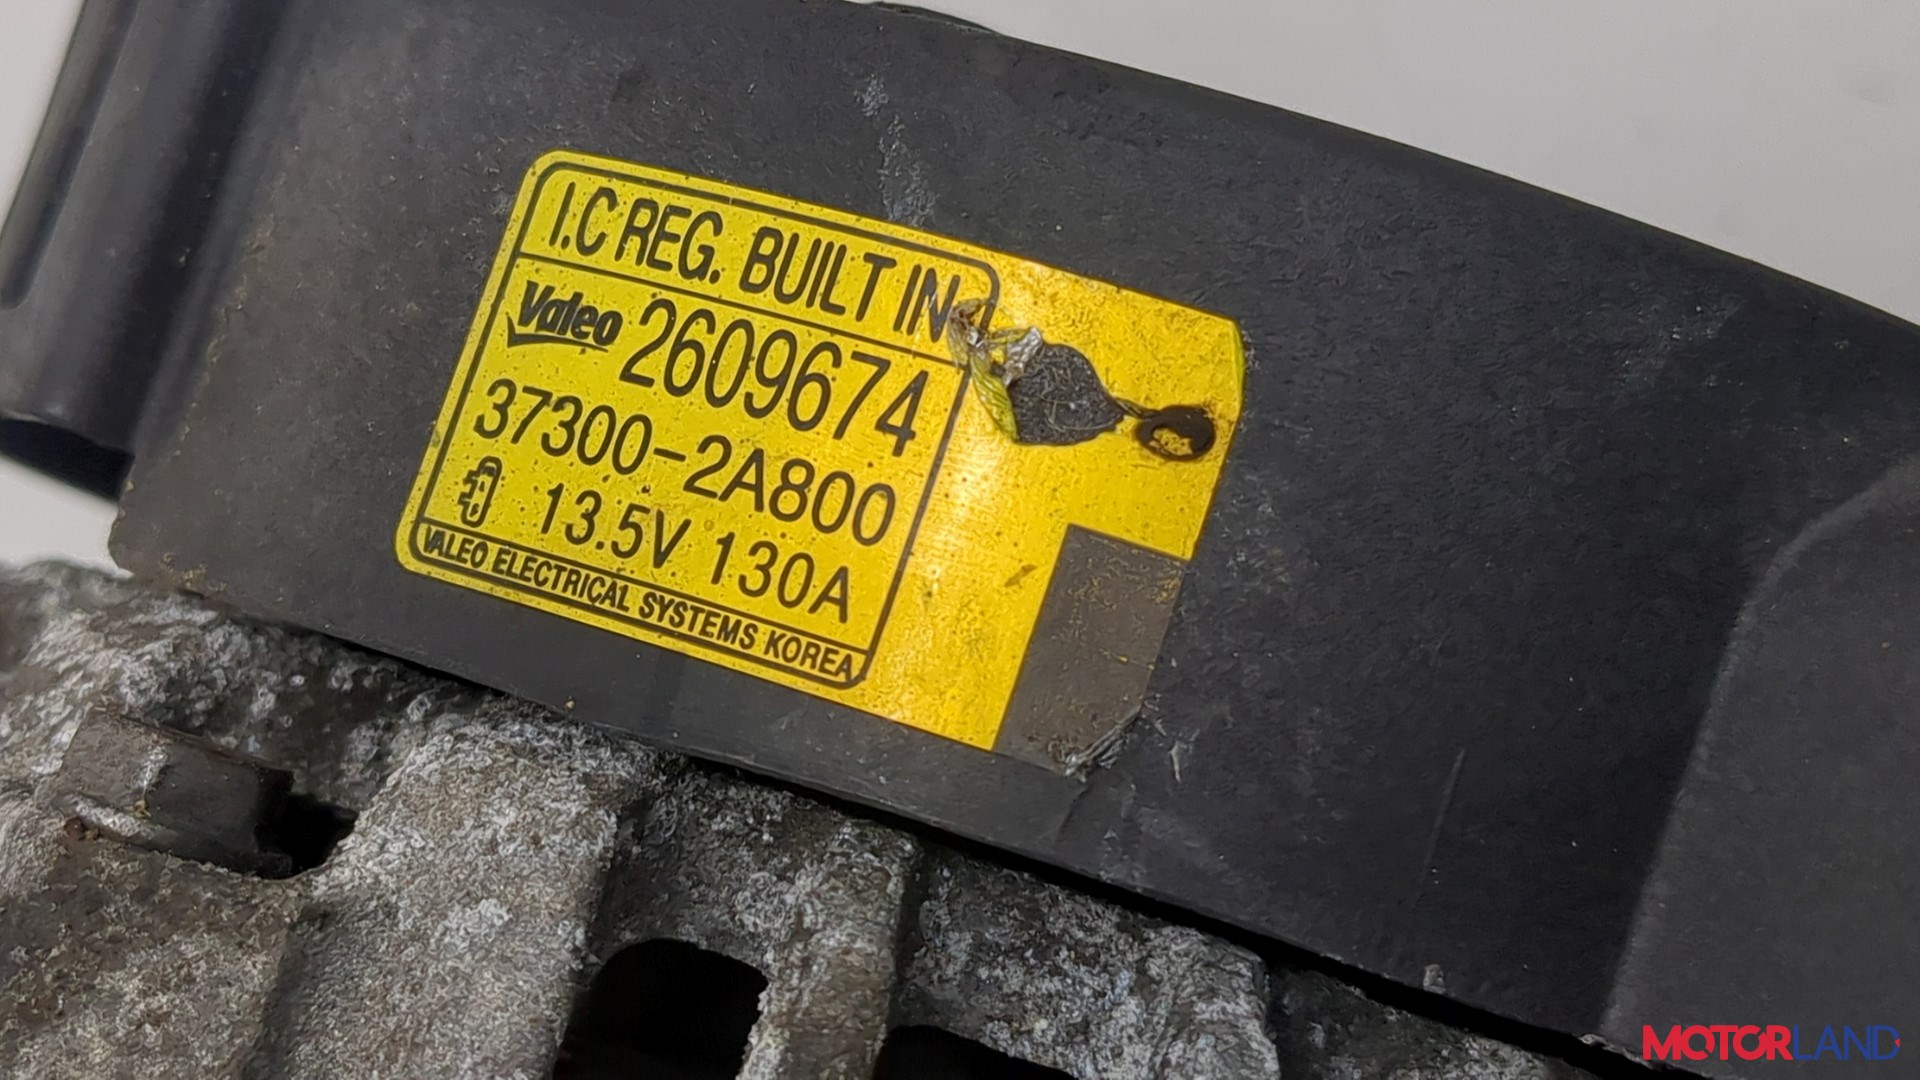 I.C REG. BUILT IN
Valeo 2609674
37300-2A800
13.5V 130A
VALEO ELECTRICAL SYSTEMS KOREA
MOTORLAND